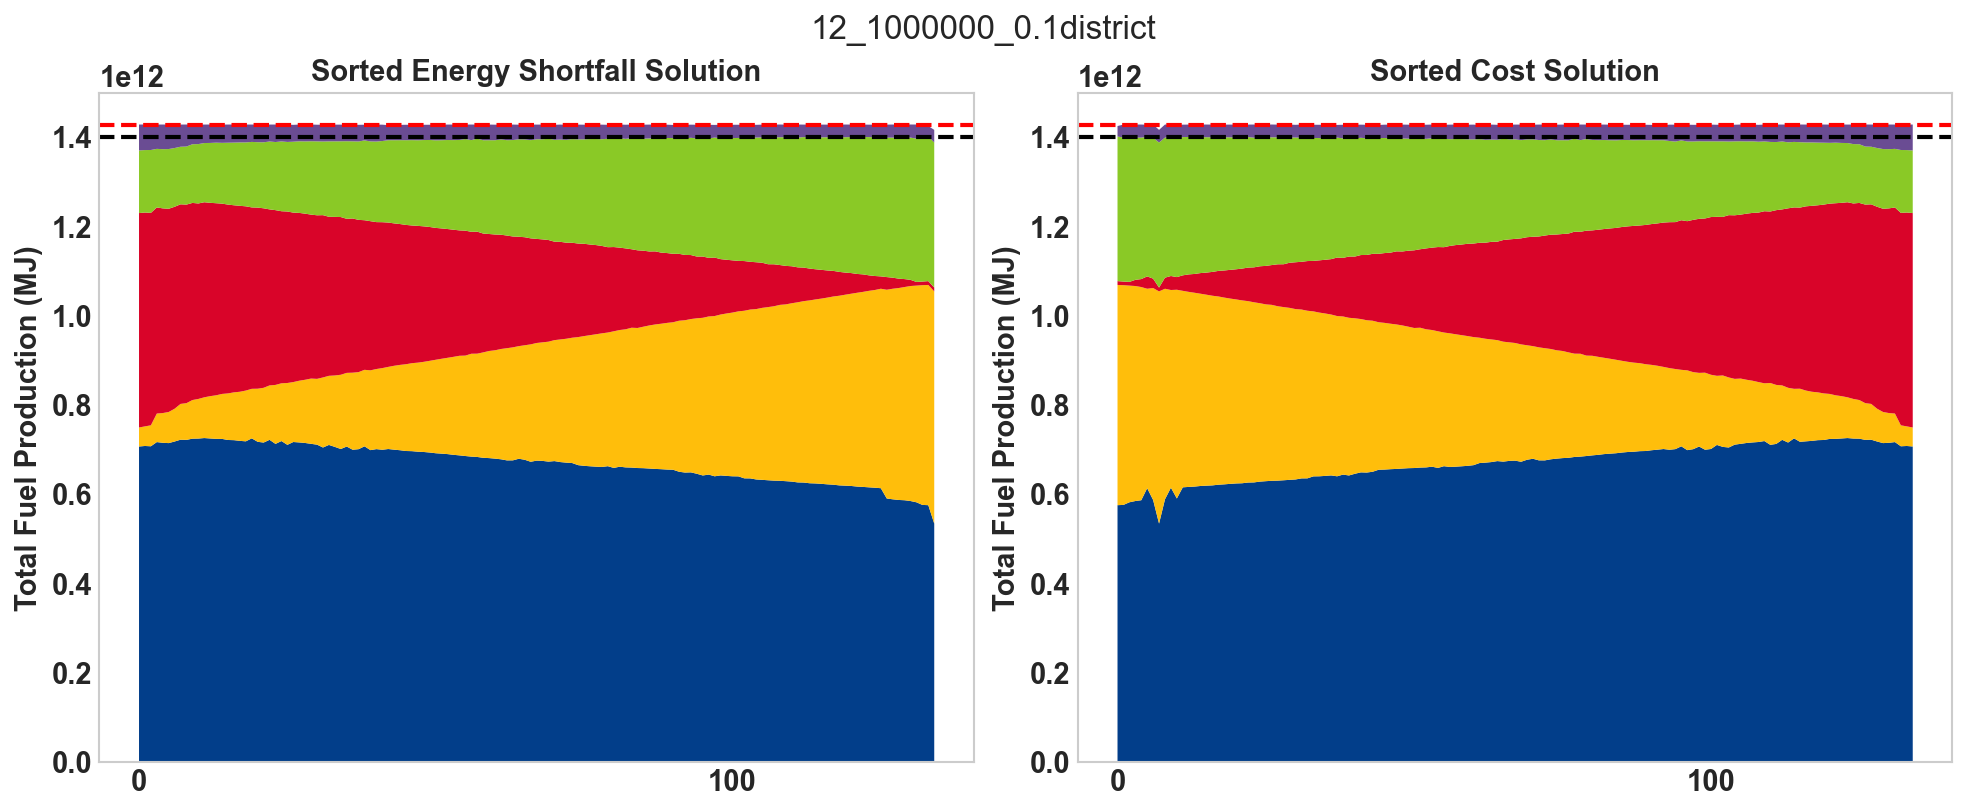 12_1000000_0.1district
Sorted Energy Shortfall Solution
1e12
Total Fuel Production (MJ)
1.4
1.2
1.0
0.8
0.6
0.4
0.2
0.0
0
100
Sorted Cost Solution
1e12
Total Fuel Production (MJ)
1.4
1.2
1.0
0.8
0.6
0.4
0.2
0.0
0
100